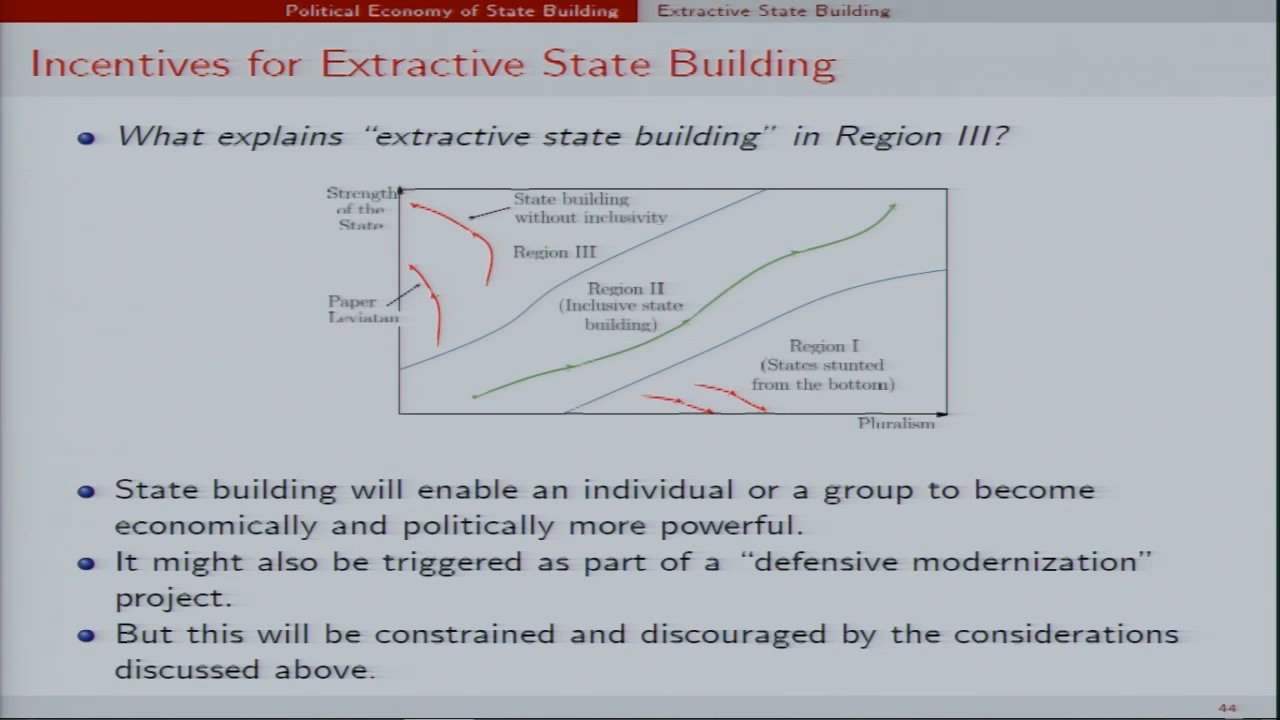 Political Economy of State Building
Extractive State Building
Incentives for Extractive State Building
What explains “extractive state building” in Region III?
Strength
of the
State
State building
without inclusivity
Region III
Region II
(Inclusive state
building)
Paper
Leviatan
Region I
(States stunted
from the bottom)
Pluralism
State building will enable an individual or a group to become
economically and politically more powerful.
It might also be triggered as part of a “defensive modernization”
project.
But this will be constrained and discouraged by the considerations
discussed above.
44